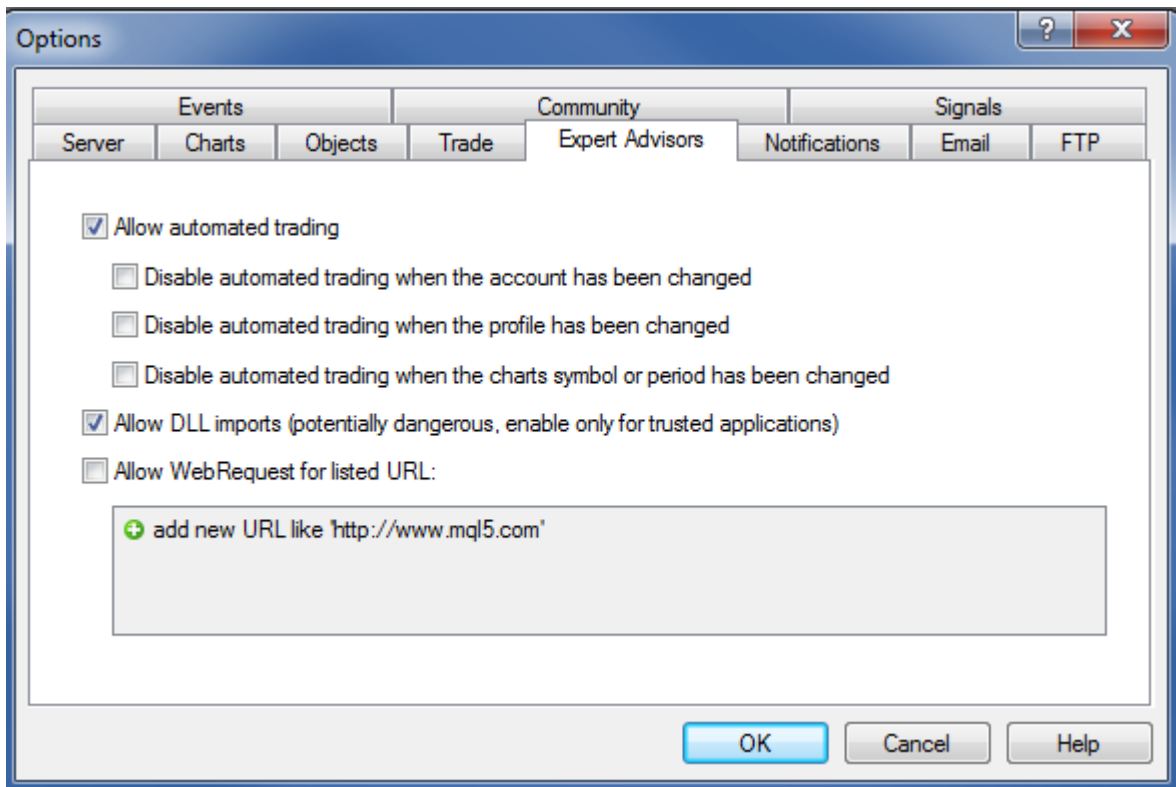 Options
Events Community Signals
Server Charts Objects Trade Expert Advisors Notifications Email FTP
Allow automated trading
Disable automated trading when the account has been changed
Disable automated trading when the profile has been changed
Disable automated trading when the charts symbol or period has been changed
Allow DLL imports (potentially dangerous, enable only for trusted applications)
Allow WebRequest for listed URL:
add new URL like 'http://www.mql5.com'
OK Cancel Help